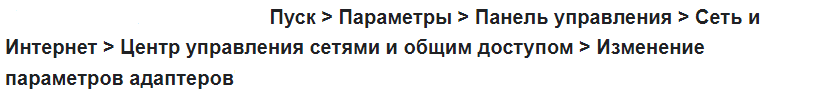 Пуск > Параметры > Панель управления > Сеть и
Интернет > Центр управления сетями и общим доступом > Изменение
параметров адаптеров